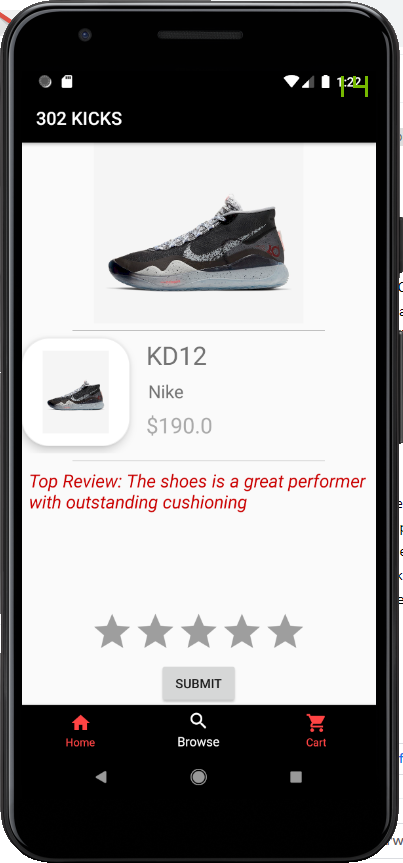 1:22
14
302 KICKS
KD12
Nike
$190.0
Top Review: The shoes is a great performer
with outstanding cushioning
SUBMIT
Home
Browse
Cart